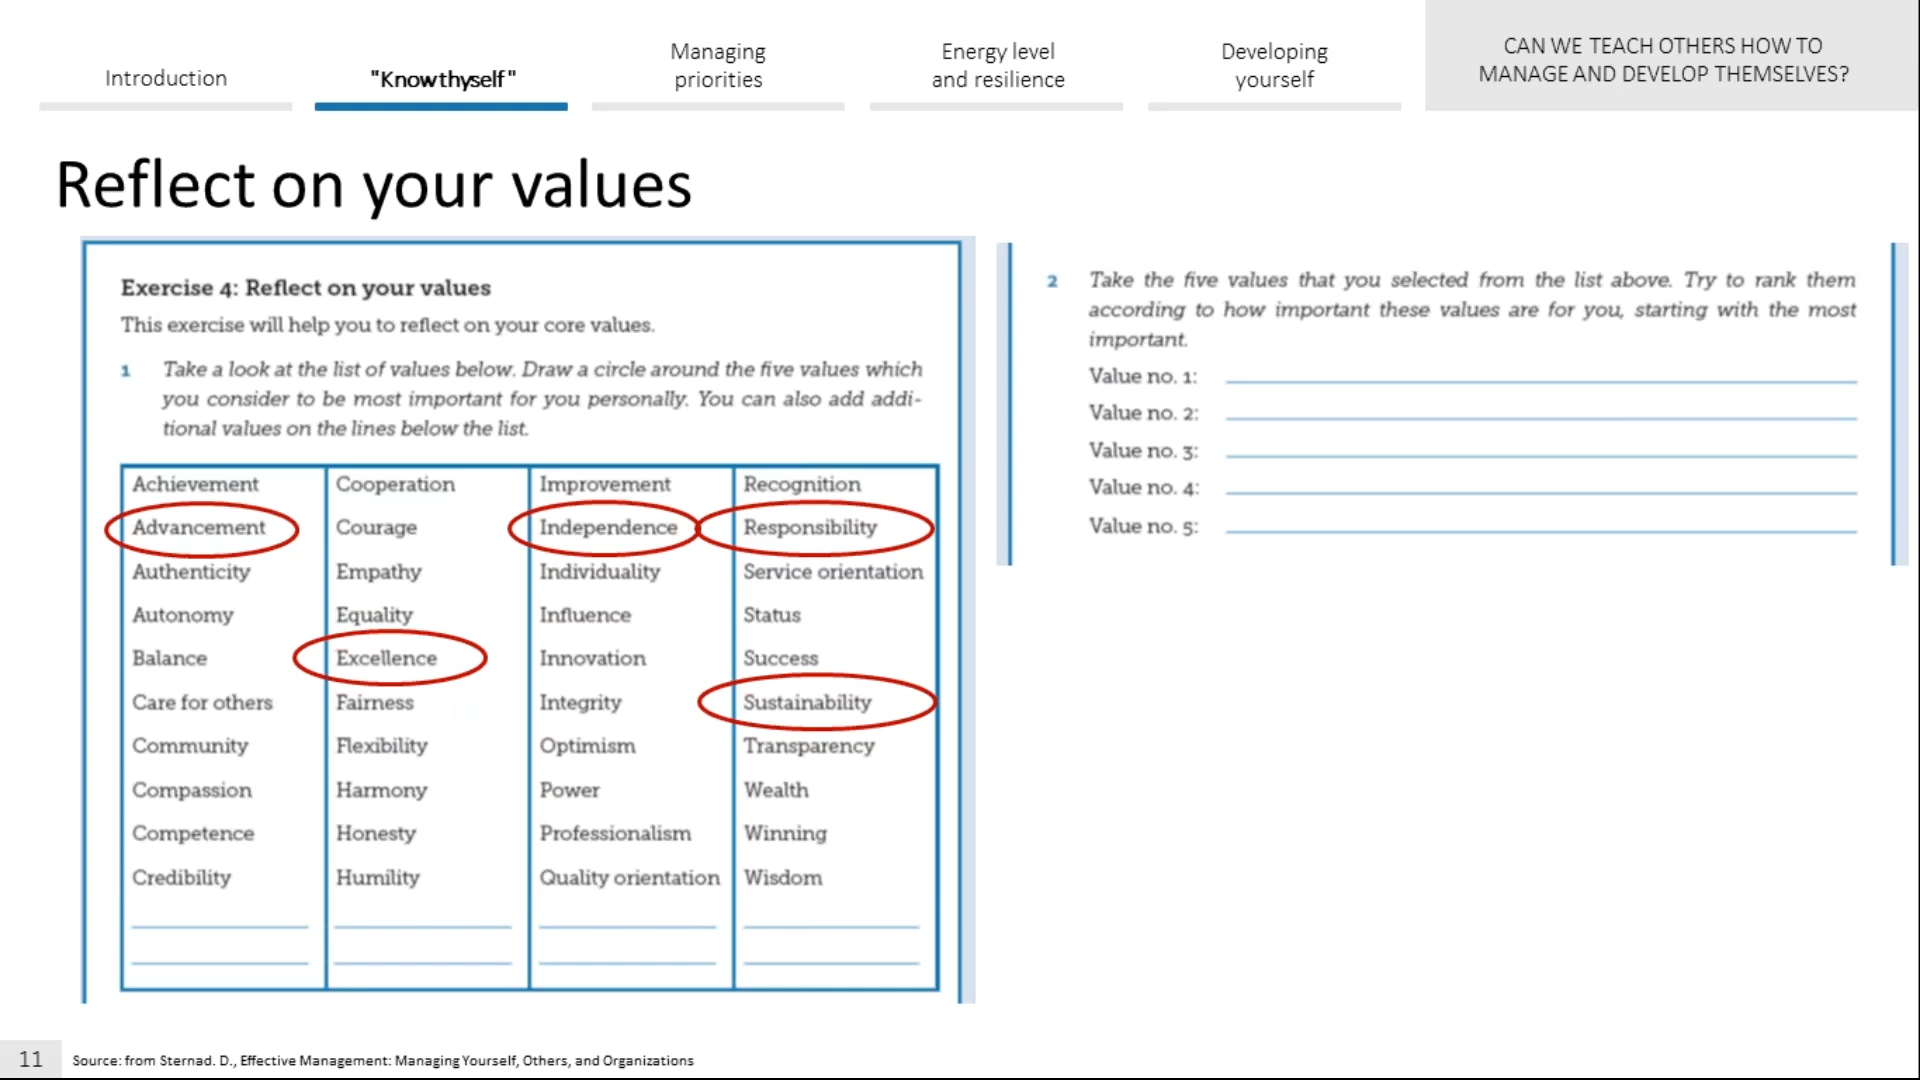 Introduction
"Know thyself"
Managing
priorities
Energy level
and resilience
Developing
yourself
CAN WE TEACH OTHERS HOW TO
MANAGE AND DEVELOP THEMSELVES?
Reflect on your values
Exercise 4: Reflect on your values
This exercise will help you to reflect on your core values.
1 Take a look at the list of values below. Draw a circle around the five values which
you consider to be most important for you personally. You can also add addi-
tional values on the lines below the list.
Achievement Cooperation Improvement Recognition
Advancement Courage Independence Responsibility
Authenticity Empathy Individuality Service orientation
Autonomy Equality Influence Status
Balance Excellence Innovation Success
Care for others Fairness Integrity Sustainability
Community Flexibility Optimism Transparency
Compassion Harmony Power Wealth
Competence Honesty Professionalism Winning
Credibility Humility Quality orientation Wisdom
2 Take the five values that you selected from the list above. Try to rank them
according to how important these values are for you, starting with the most
important.
Value no. 1:
Value no. 2:
Value no. 3:
Value no. 4:
Value no. 5:
11 Source: from Sternad. D., Effective Management: Managing Yourself, Others, and Organizations